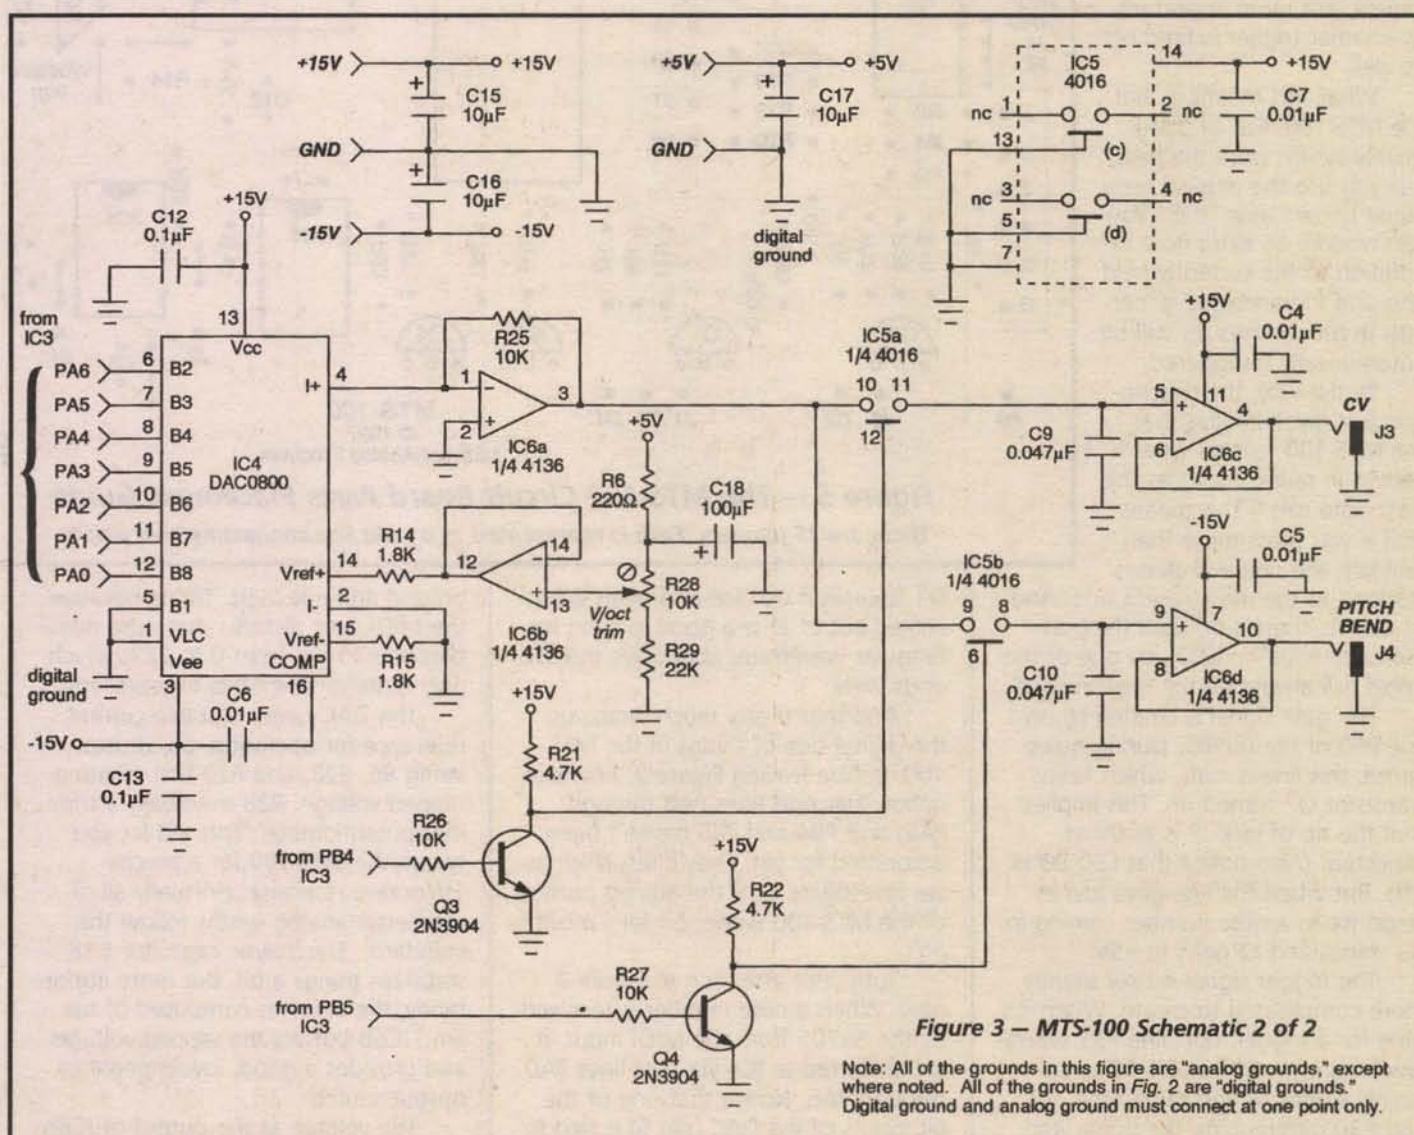 +15V
+15V
C15
10µF
GND
C16
10µF
-15V
-15V
+5V
+5V
C17
10µF
GND
digital
ground
IC5
4016
14
+15V
C7
0.01µF
nc 1
2 nc
13
(c)
nc 3
4 nc
5
(d)
7
C12
0.1µF
+15V
from
IC3
13
Vcc
PA6
6
B2
PA5
7
B3
PA4
8
B4
PA3
9
B5
PA2
10
B6
PA1
11
B7
PA0
12
B8
5
B1
1
VLC
Vee
3
IC4
DAC0800
I+
4
Vref+
14
I-
2
Vref-
15
COMP
16
digital
ground
-15V
C6
0.01µF
C13
0.1µF
R14
1.8K
R15
1.8K
R25
10K
1
2
3
IC6a
1/4 4136
12
14
13
IC6b
1/4 4136
+5V
R6
220Ω
C18
100µF
R28
10K
V/oct
trim
R29
22K
IC5a
1/4 4016
10
11
12
C9
0.047µF
+15V
C4
0.01µF
5
11
4
6
IC6c
1/4 4136
CV
J3
IC5b
1/4 4016
9
8
6
C10
0.047µF
-15V
C5
0.01µF
9
7
10
8
IC6d
1/4 4136
PITCH
BEND
J4
+15V
R21
4.7K
R26
10K
from PB4
IC3
Q3
2N3904
+15V
R22
4.7K
R27
10K
from PB5
IC3
Q4
2N3904
Figure 3 — MTS-100 Schematic 2 of 2
Note: All of the grounds in this figure are "analog grounds," except
where noted. All of the grounds in Fig. 2 are "digital grounds."
Digital ground and analog ground must connect at one point only.